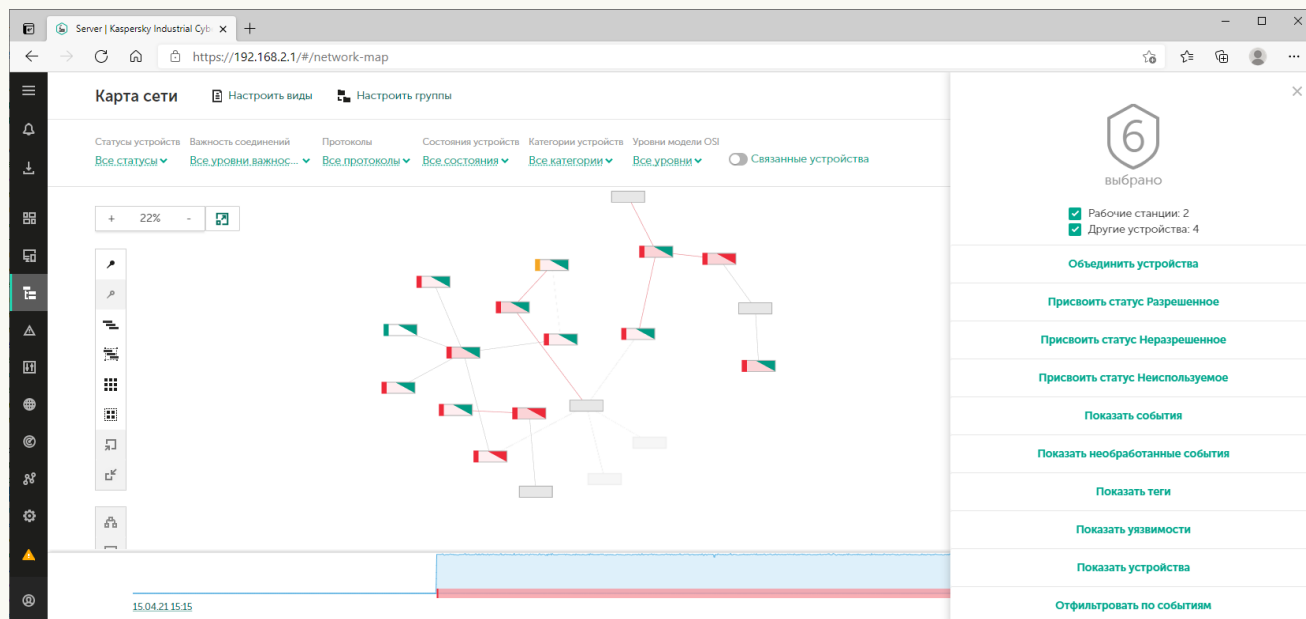 Server | Kaspersky Industrial Cyb
https://192.168.2.1/#/network-map
Карта сети Настроить виды Настроить группы
Статусы устройств Важность соединений Протоколы Состояния устройств Категории устройств Уровни модели OSI
Все статусы Все уровни важнос... Все протоколы Все состояния Все категории Все уровни Связанные устройства
+ 22% -
15.04.21 15:15
6
выбрано
Рабочие станции: 2
Другие устройства: 4
Объединить устройства
Присвоить статус Разрешенное
Присвоить статус Неразрешенное
Присвоить статус Неиспользуемое
Показать события
Показать необработанные события
Показать теги
Показать уязвимости
Показать устройства
Отфильтровать по событиям